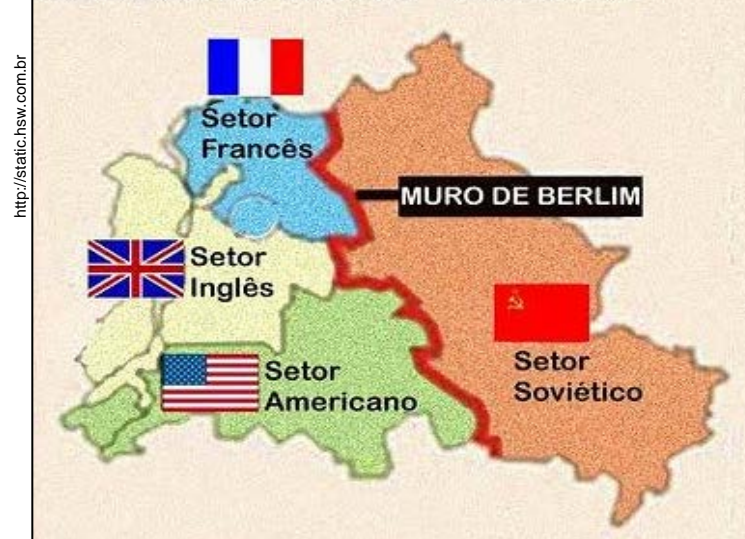 http://static.hsw.com.br
Setor
Francês
MURO DE BERLIM
Setor
Inglês
Setor
Soviético
Setor
Americano